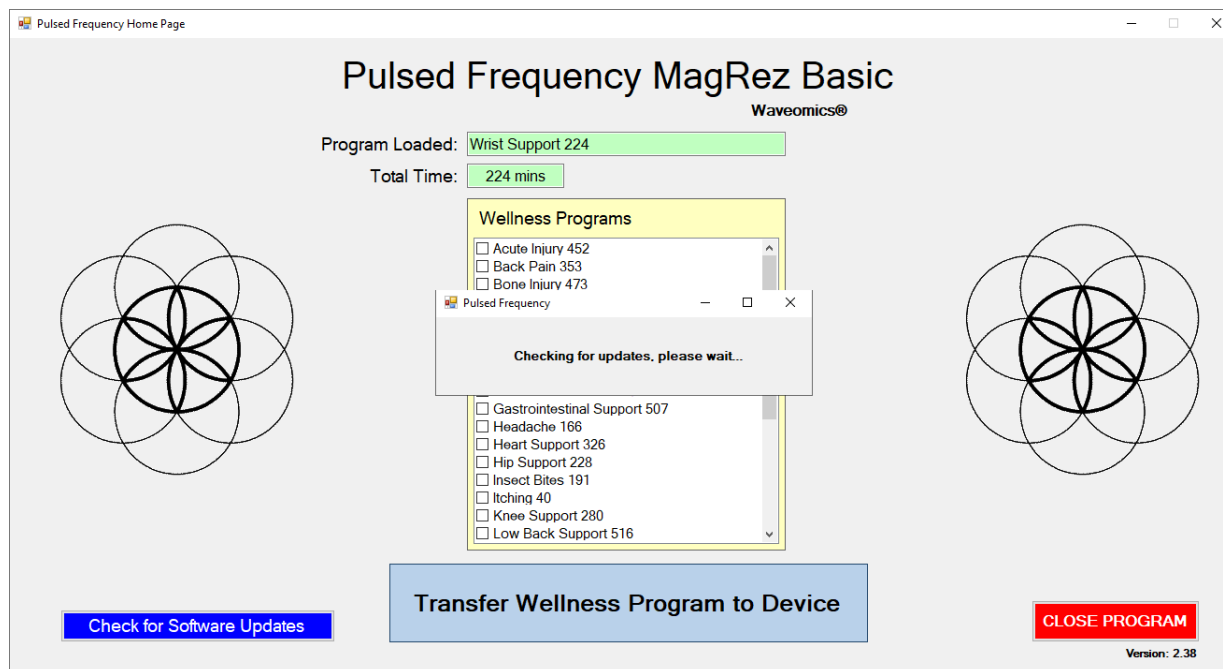 Pulsed Frequency Home Page
Pulsed Frequency MagRez Basic
Waveomics®
Program Loaded: Wrist Support 224
Total Time: 224 mins
Wellness Programs
Acute Injury 452
Back Pain 353
Bone Injury 473
Pulsed Frequency
Checking for updates, please wait...
Gastrointestinal Support 507
Headache 166
Heart Support 326
Hip Support 228
Insect Bites 191
Itching 40
Knee Support 280
Low Back Support 516
Transfer Wellness Program to Device
Check for Software Updates
CLOSE PROGRAM
Version: 2.38